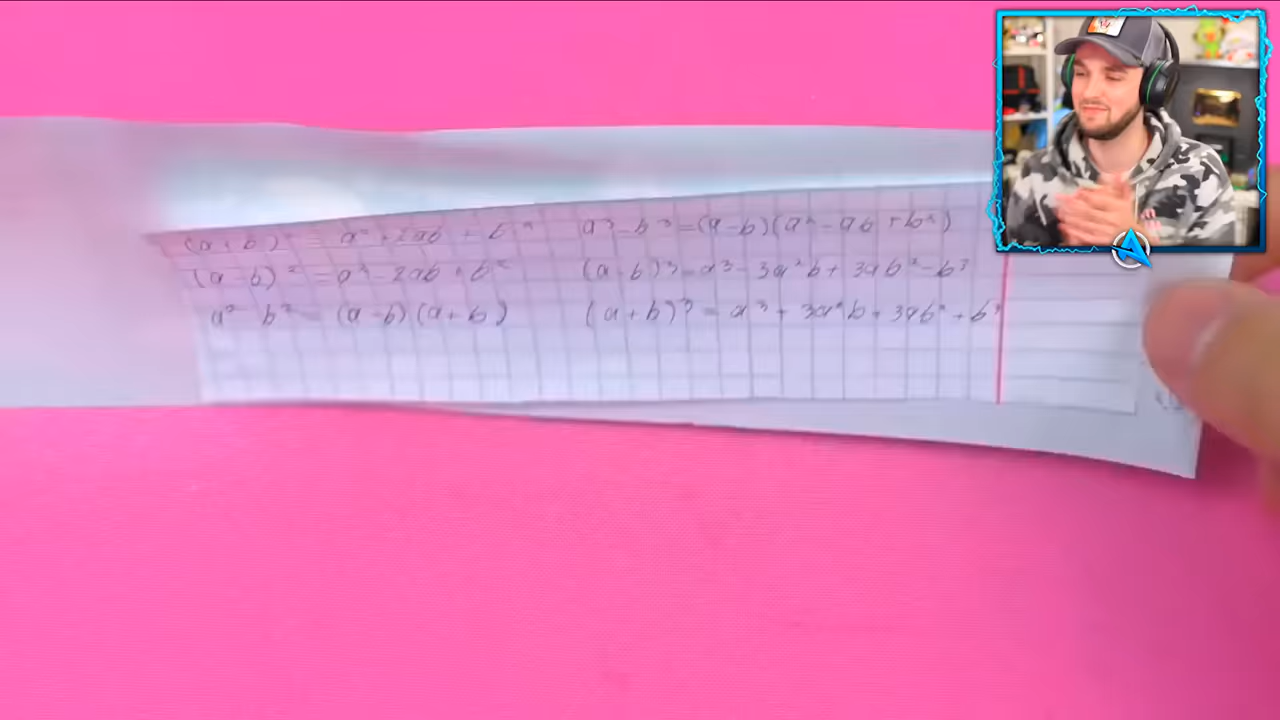 (a+b)² = a²+2ab+b²
(a-b)² = a²-2ab+b²
a²-b² = (a-b)(a+b)
a³-b³=(a-b)(a²-ab+b²)
(a-b)³=a³-3a²b+3ab²-b³
(a+b)³ = a³+3a²b+3ab²+b³